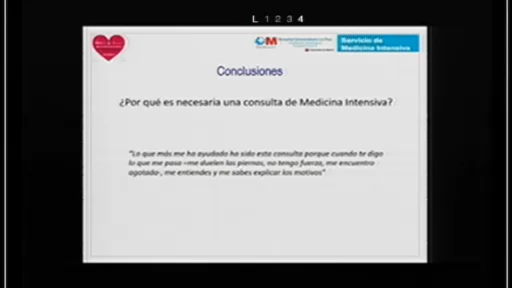 L 1 2 3 4
Servicio de
Medicina Intensiva
Conclusiones
¿Por qué es necesaria una consulta de Medicina Intensiva?
"Lo que más me ha ayudado ha sido esta consulta porque cuando te digo
lo que me pasa –me duelen las piernas, no tengo fuerza, me encuentro
agotada-, me entiendes y me sabes explicar los motivos"